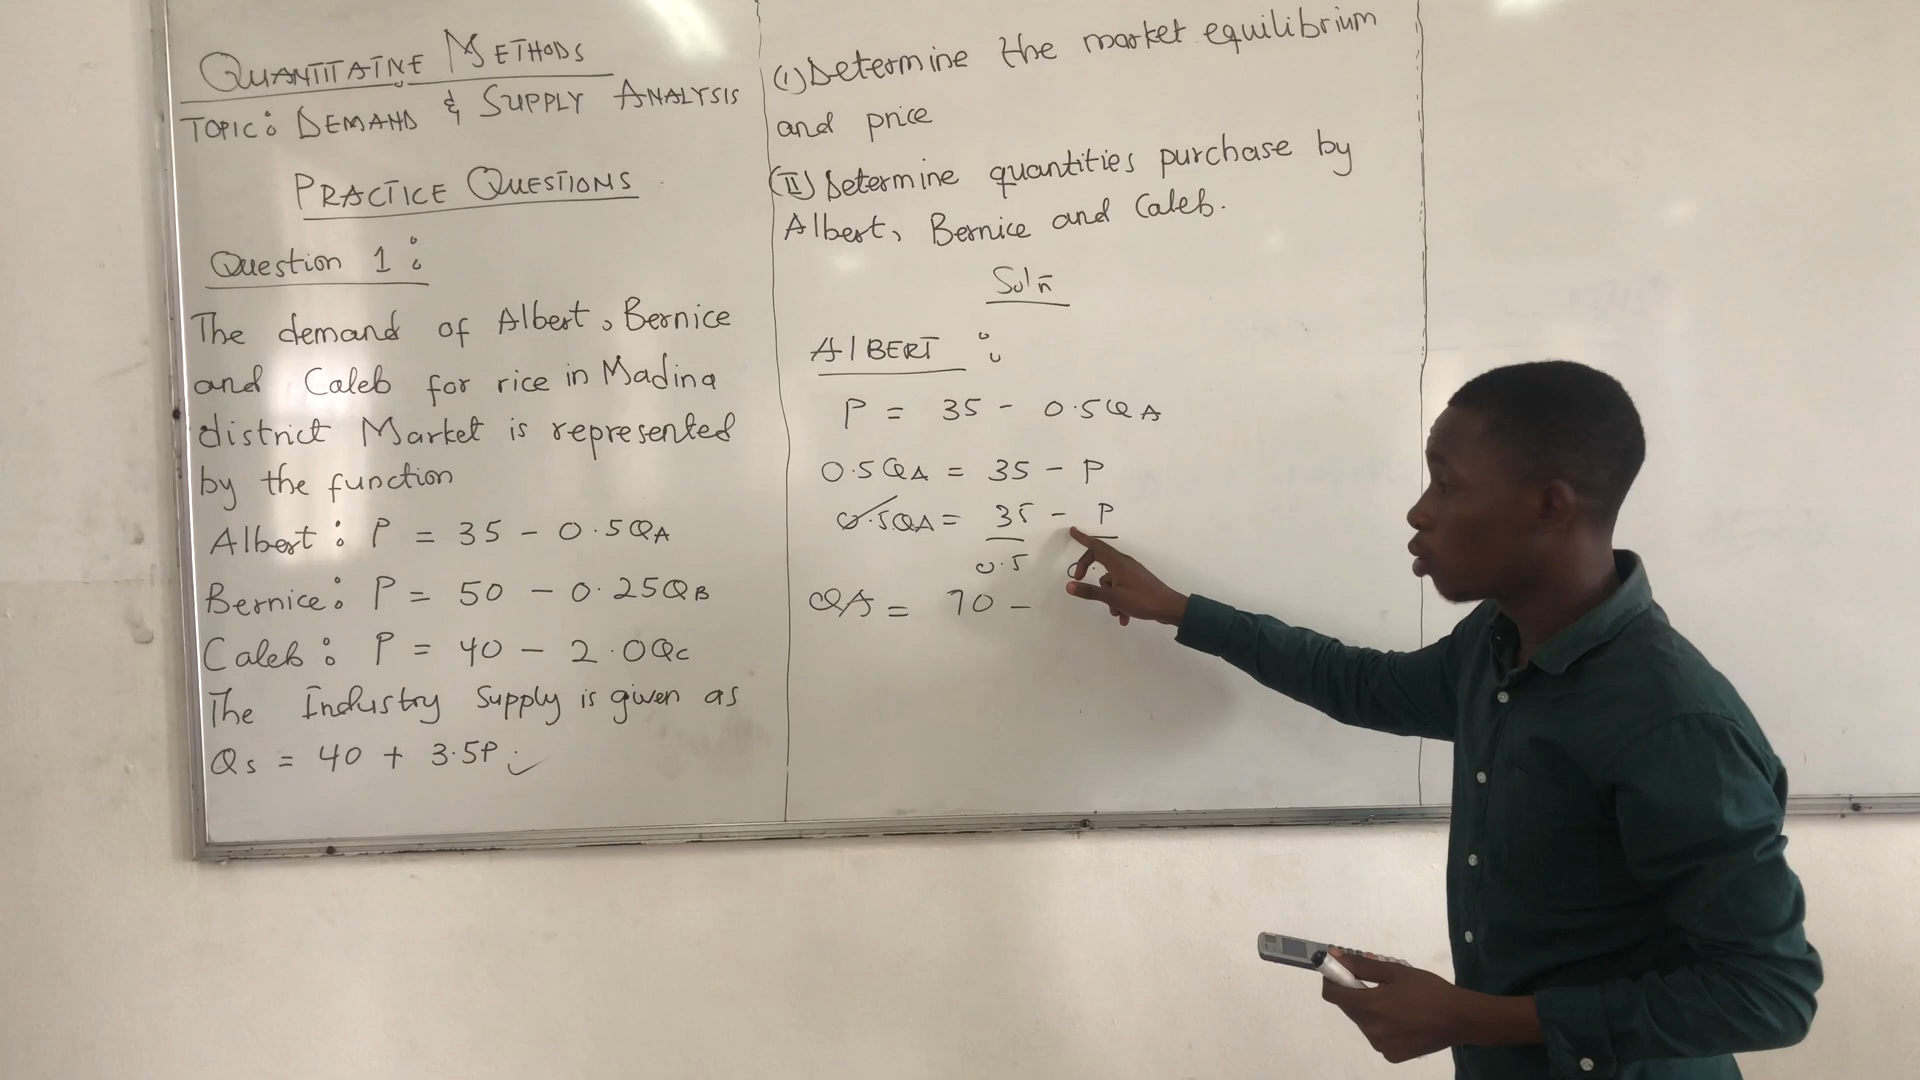 QUANTITATIVE METHODS
TOPIC: DEMAND & SUPPLY ANALYSIS
PRACTICE QUESTIONS
Question 1:
The demand of Albert, Bernice
and Caleb for rice in Madina
district Market is represented
by the function
Albert: P = 35 - 0.5QA
Bernice: P = 50 - 0.25QB
Caleb: P = 40 - 2.0Qc
The Industry Supply is given as
Qs = 40 + 3.5P.
(I) Determine the market equilibrium
and price
(II) Determine quantities purchase by
Albert, Bernice and Caleb.
Solñ
AlBERT :
P = 35 - 0.5QA
0.5QA = 35 - P
0.5QA = 35 - P
0.5 0.
QA = 70 -